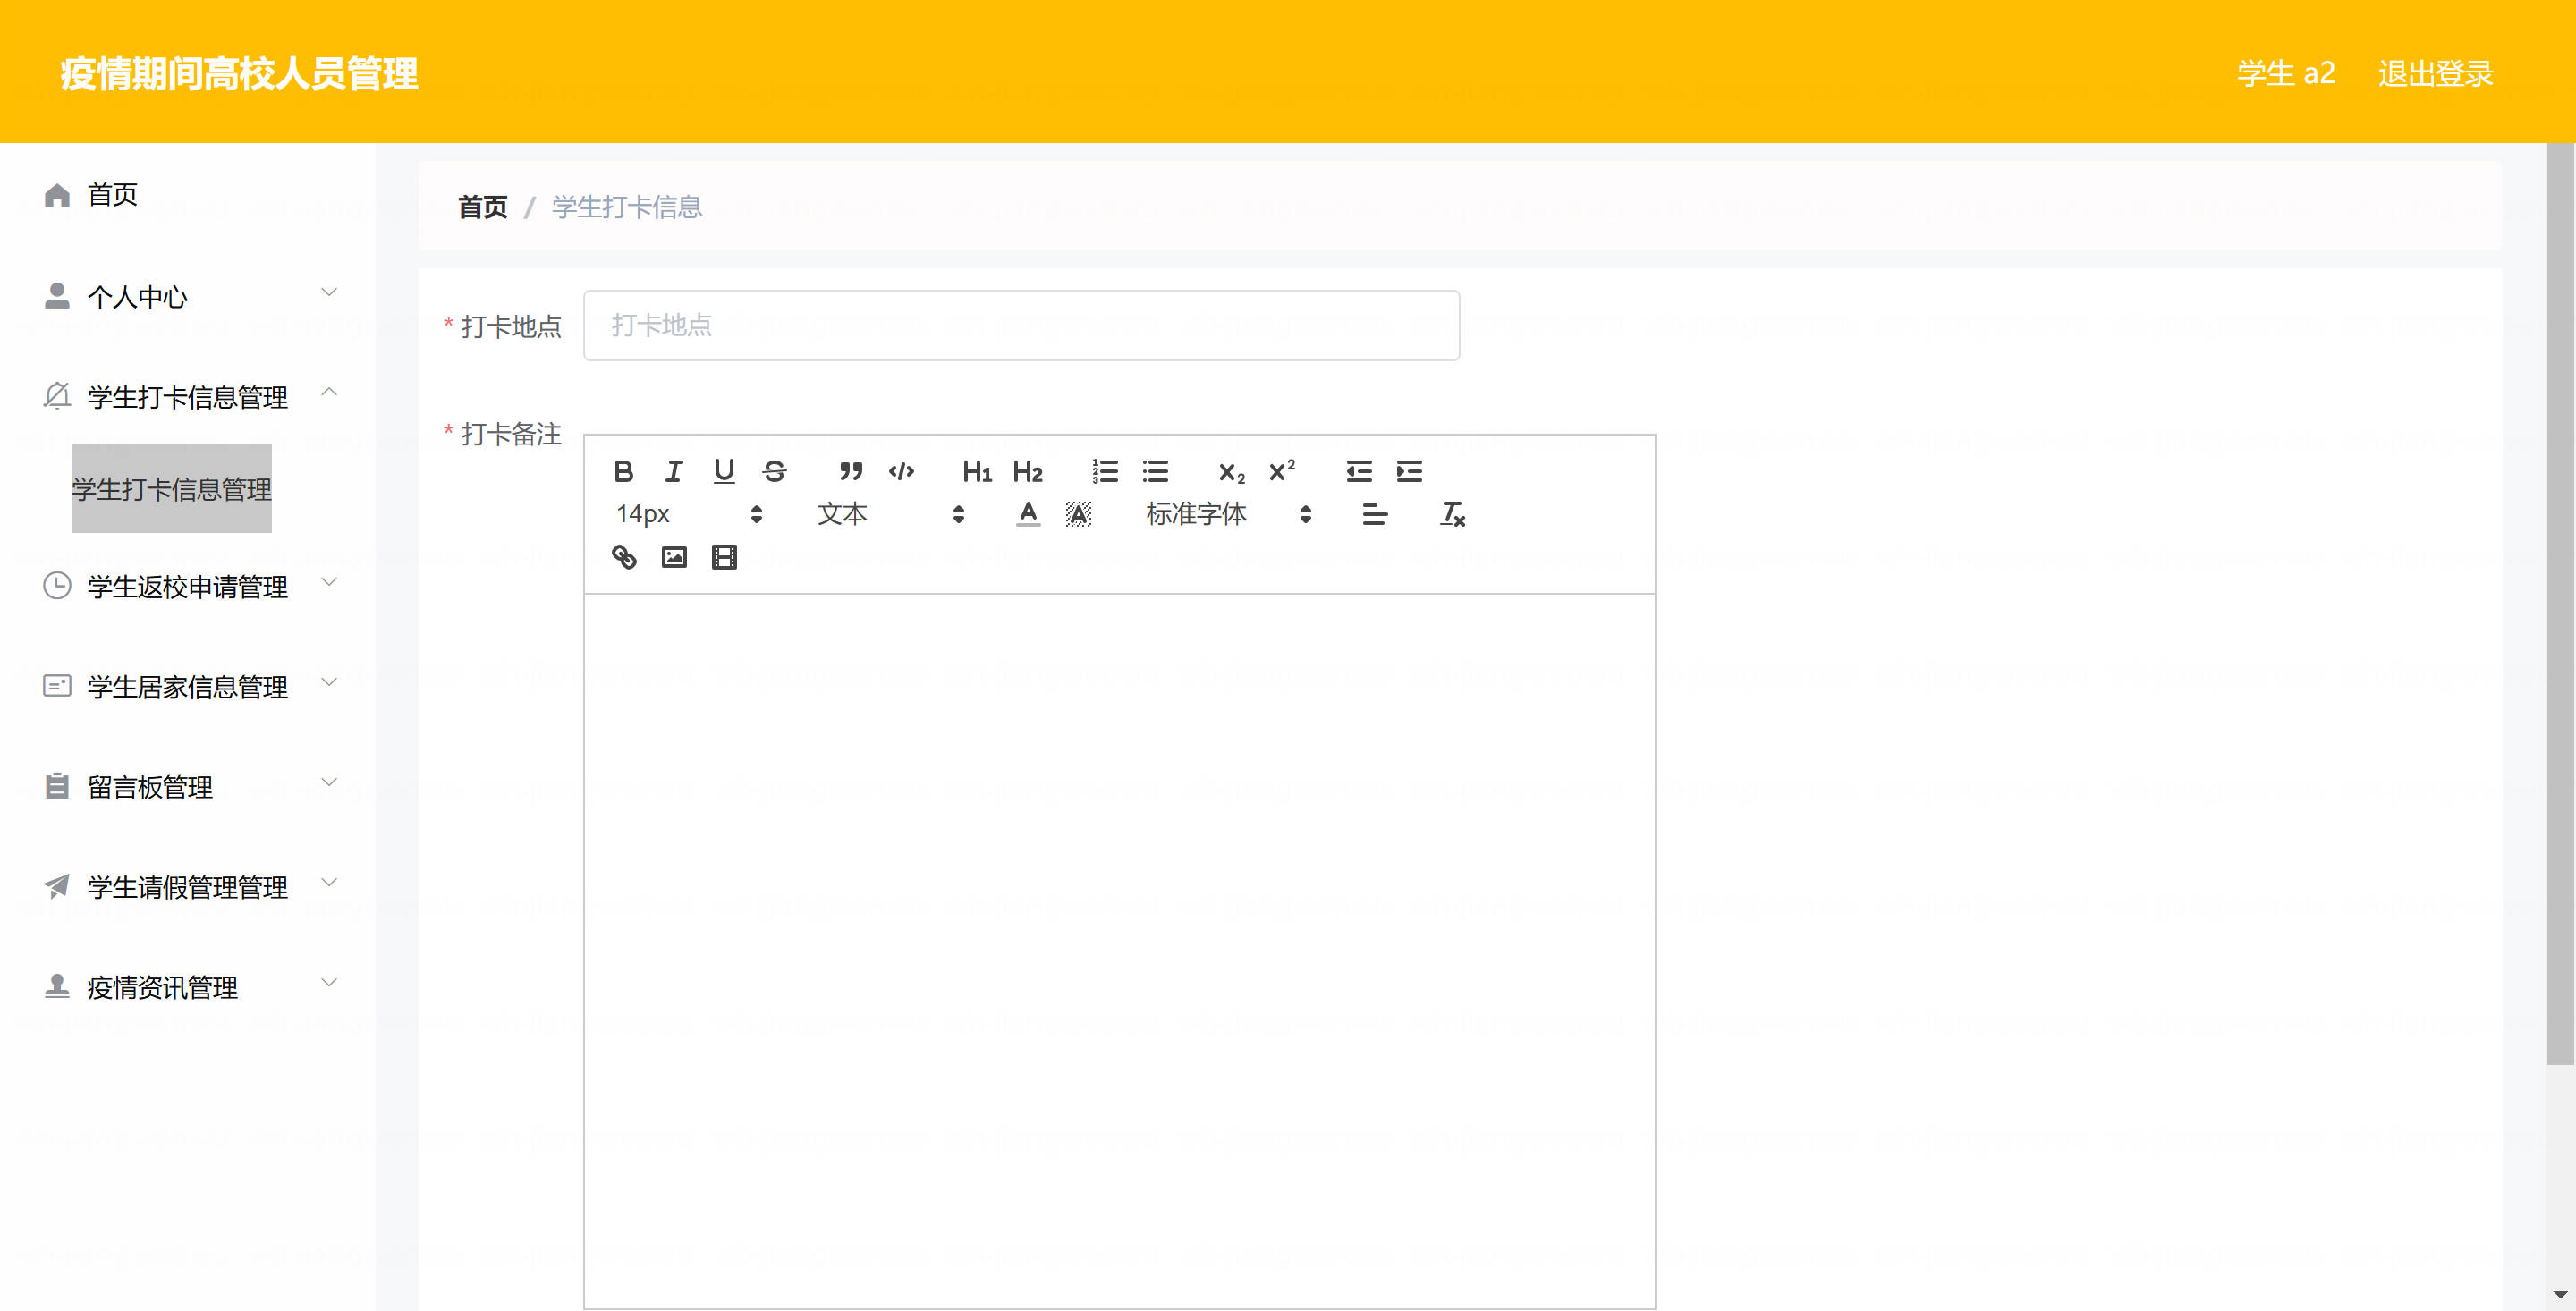 疫情期间高校人员管理
学生 a2 退出登录
首页
个人中心
学生打卡信息管理
学生打卡信息管理
学生返校申请管理
学生居家信息管理
留言板管理
学生请假管理管理
疫情资讯管理
首页 / 学生打卡信息
* 打卡地点 打卡地点
* 打卡备注
B I U S H1 H2 x₂ x²
14px 文本 A A 标准字体